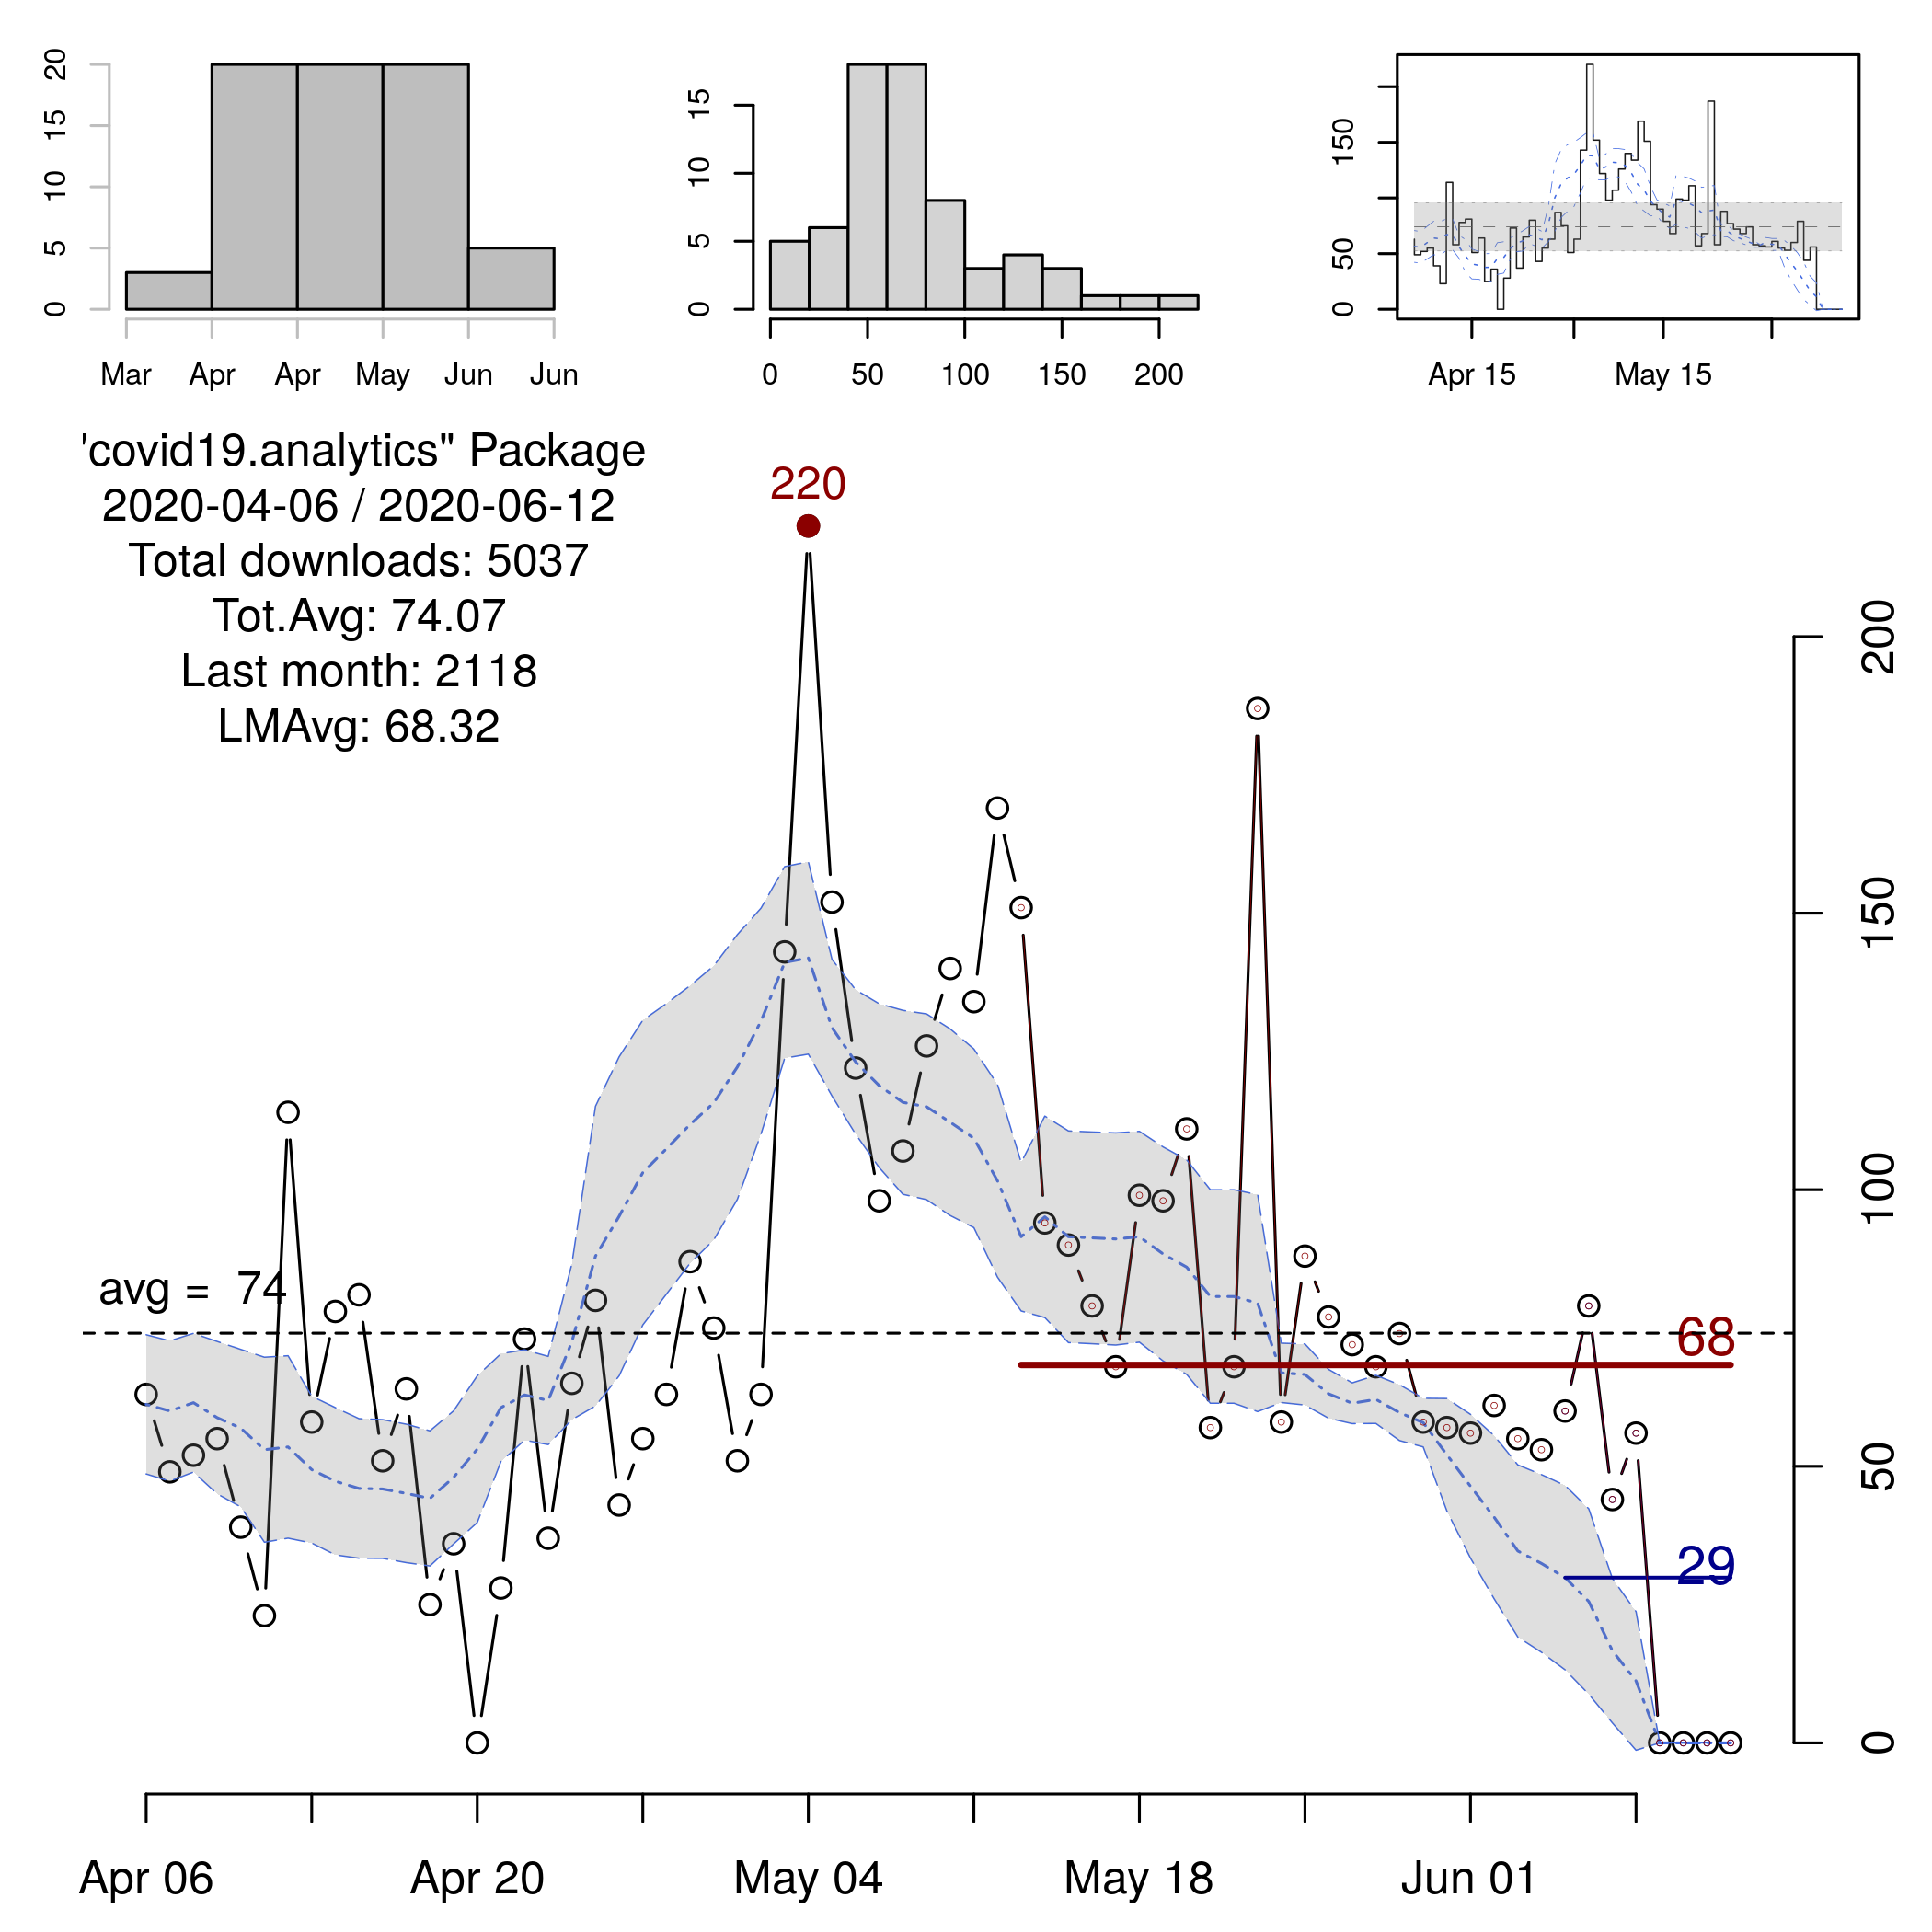 20
15
10
5
0
Mar Apr Apr May Jun Jun
15
10
5
0
0 50 100 150 200
150
50
0
Apr 15 May 15
"covid19.analytics" Package
2020-04-06 / 2020-06-12
Total downloads: 5037
Tot.Avg: 74.07
Last month: 2118
LMAvg: 68.32
220
avg = 74
68
29
200
150
100
50
0
Apr 06 Apr 20 May 04 May 18 Jun 01